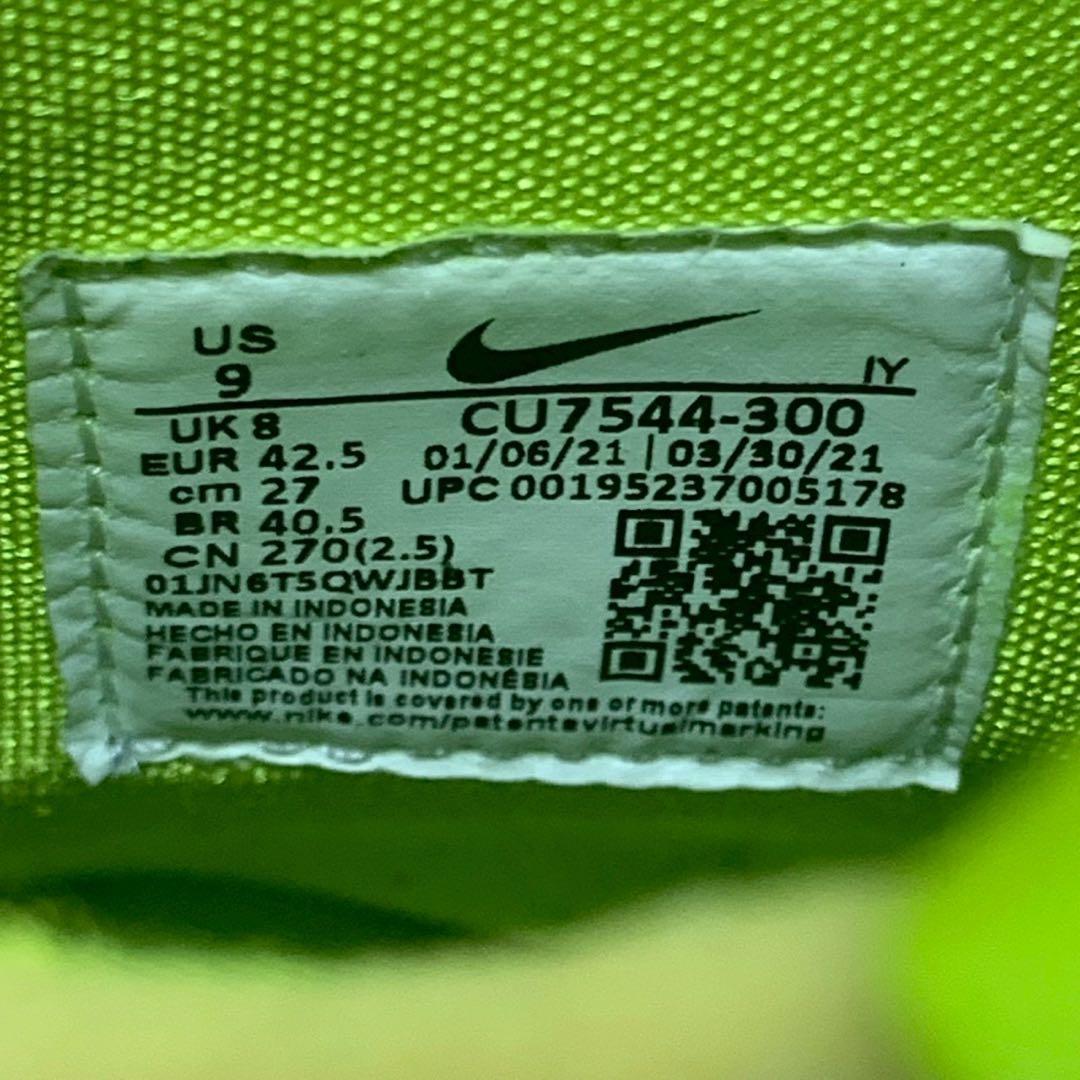 US
9
IY
UK 8
CU7544-300
EUR 42.5
01/06/21 | 03/30/21
cm 27
UPC 00195237005178
BR 40.5
CN 270(2.5)
01JN6T5QWJBBT
MADE IN INDONESIA
HECHO EN INDONESIA
FABRIQUE EN INDONESIE
FABRICADO NA INDONÉSIA
This product is covered by one or more patents:
www.nike.com/patentsvirtualmarking